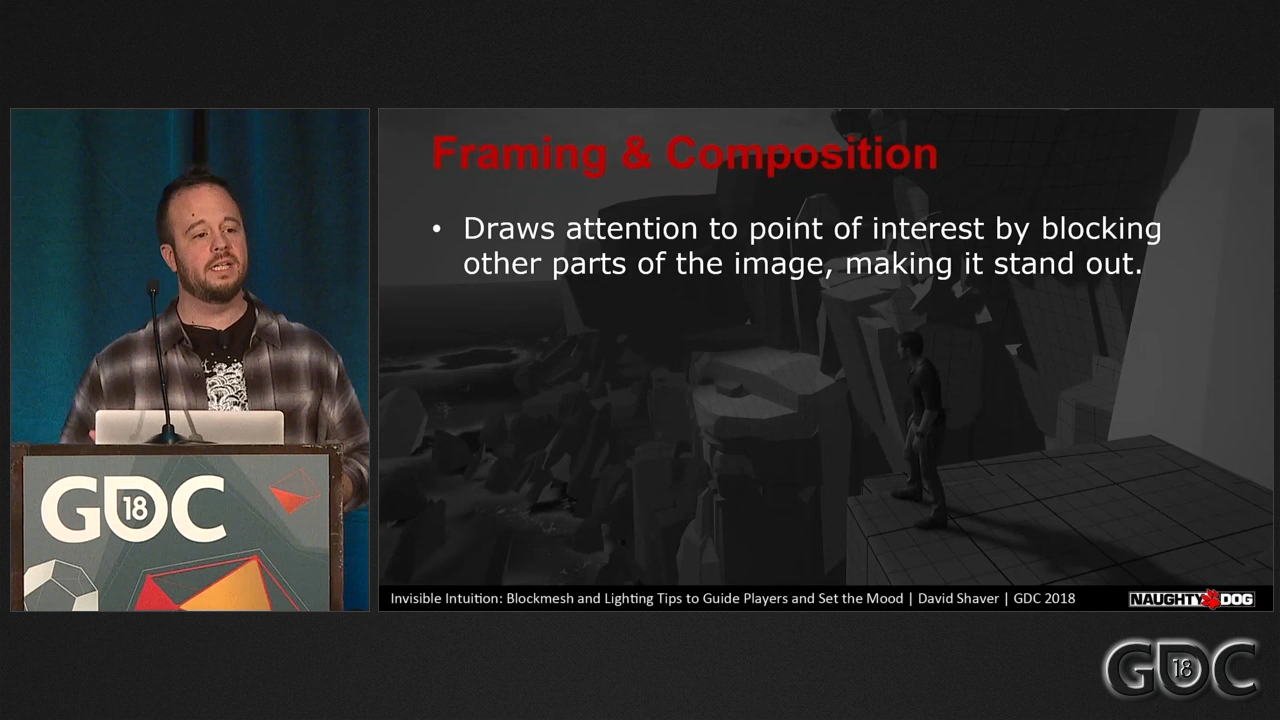 Framing & Composition
• Draws attention to point of interest by blocking
other parts of the image, making it stand out.
GDC
18
Invisible Intuition: Blockmesh and Lighting Tips to Guide Players and Set the Mood | David Shaver | GDC 2018
NAUGHTY DOG
GDC
18